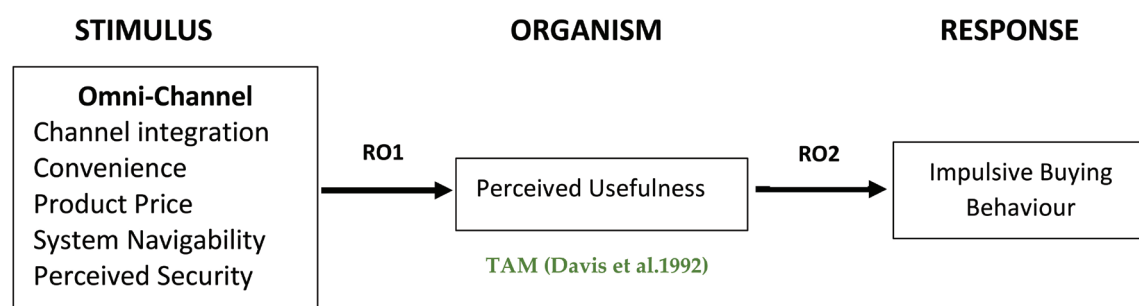 STIMULUS
ORGANISM
RESPONSE
Omni-Channel
Channel integration
Convenience
Product Price
System Navigability
Perceived Security
RO1
Perceived Usefulness
TAM (Davis et al.1992)
RO2
Impulsive Buying
Behaviour